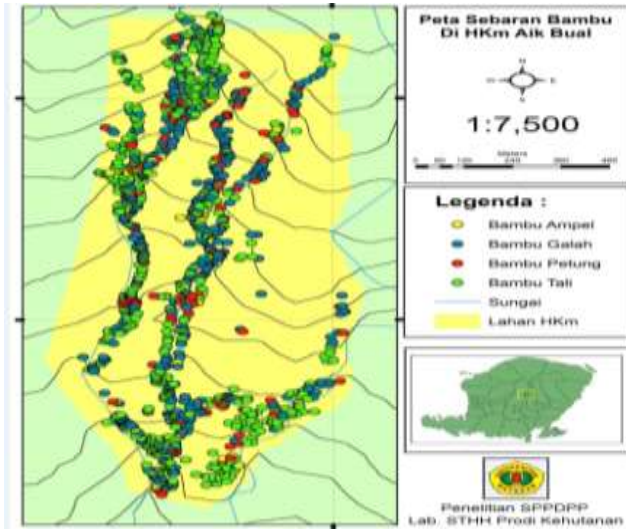 Peta Sebaran Bambu
Di HKm Aik Bual
1:7,500
Meters
Legenda :
Bambu Ampel
Bambu Galah
Bambu Petung
Bambu Tali
Sungai
Lahan HKm
Penelitian SPPDPP
Lab. STHH Prodi Kehutanan